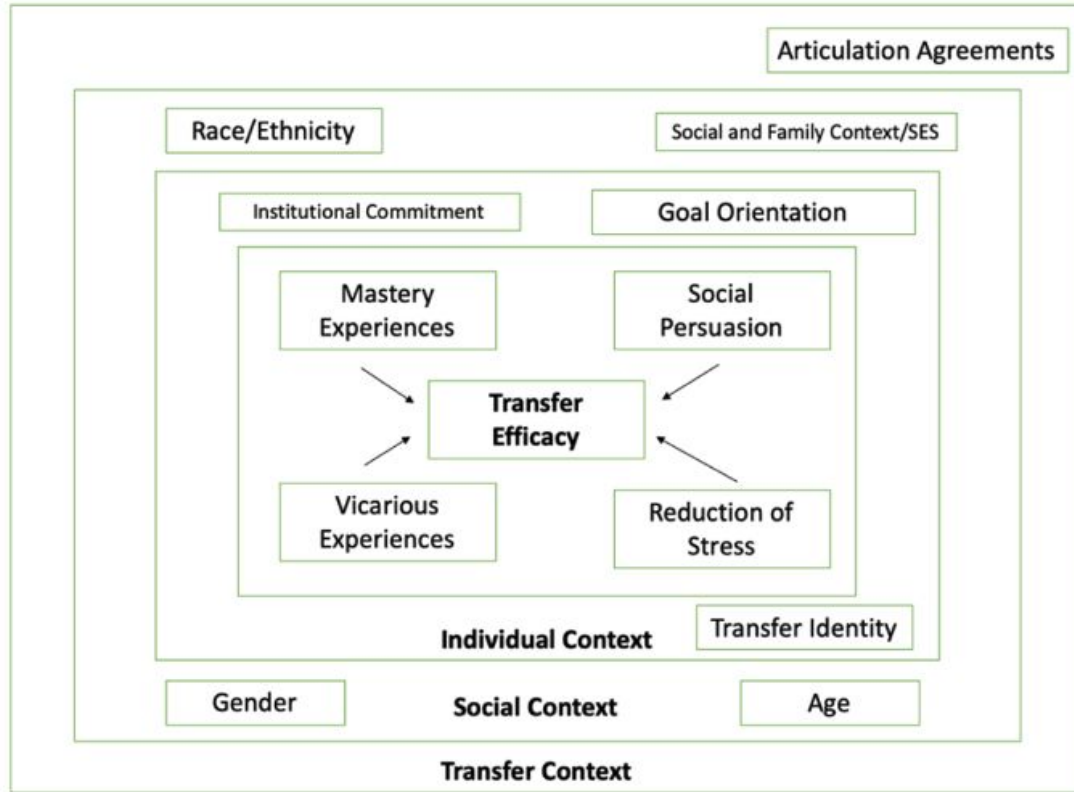 Articulation Agreements
Race/Ethnicity
Social and Family Context/SES
Institutional Commitment
Goal Orientation
Mastery
Experiences
Social
Persuasion
Transfer
Efficacy
Vicarious
Experiences
Reduction of
Stress
Transfer Identity
Individual Context
Gender
Social Context
Age
Transfer Context